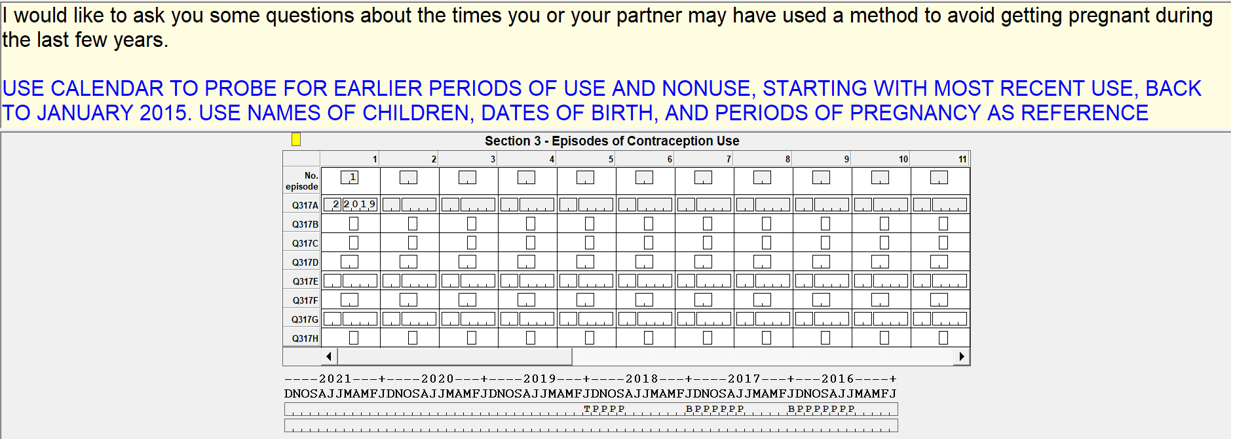 I would like to ask you some questions about the times you or your partner may have used a method to avoid getting pregnant during
the last few years.
USE CALENDAR TO PROBE FOR EARLIER PERIODS OF USE AND NONUSE, STARTING WITH MOST RECENT USE, BACK
TO JANUARY 2015. USE NAMES OF CHILDREN, DATES OF BIRTH, AND PERIODS OF PREGNANCY AS REFERENCE
Section 3 - Episodes of Contraception Use
1 2 3 4 5 6 7 8 9 10 11
No. episode 1
Q317A 2 2019
Q317B
Q317C
Q317D
Q317E
Q317F
Q317G
Q317H
----2021---+----2020---+----2019---+----2018---+----2017---+---2016----+
DNOSAJJMAMFJDNOSAJJMAMFJDNOSAJJMAMFJDNOSAJJMAMFJDNOSAJJMAMFJDNOSAJJMAMFJ
TPPPP BPPPPPP BPPPPPPP